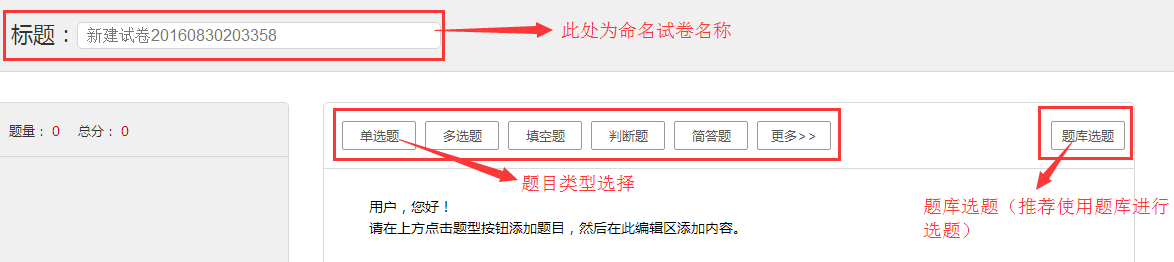 标题：新建试卷20160830203358
此处为命名试卷名称
题量：0 总分：0
单选题 多选题 填空题 判断题 简答题 更多>> 题库选题
题目类型选择
用户，您好！
请在上方点击题型按钮添加题目，然后在此编辑区添加内容。
题库选题（推荐使用题库进行
选题）